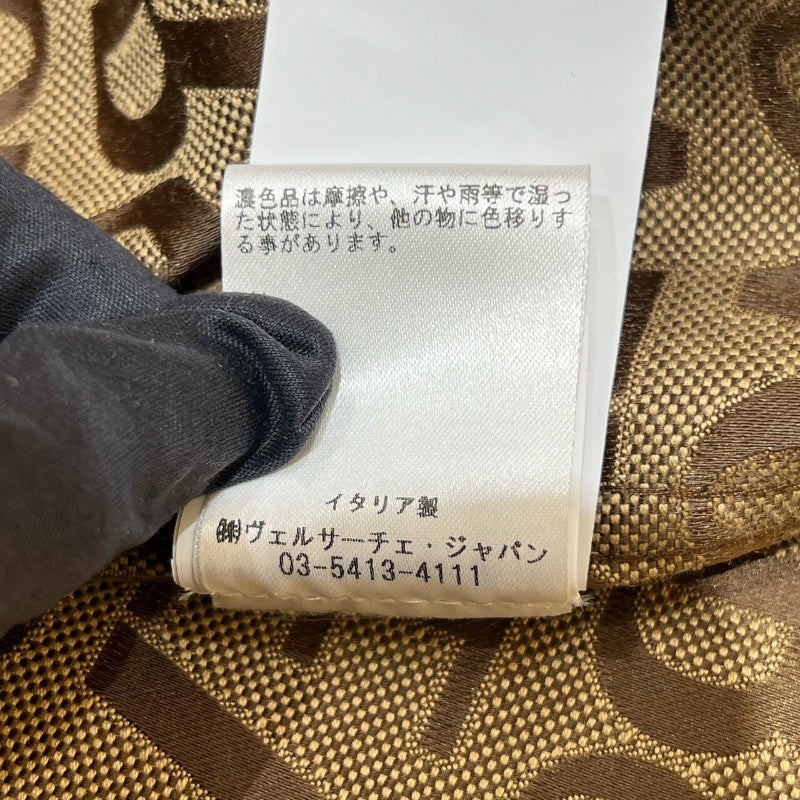 濃色品は摩擦や、汗や雨等で湿っ
た状態により、他の物に色移りす
る事があります。
イタリア製
㈱ヴェルサーチェ・ジャパン
03-5413-4111